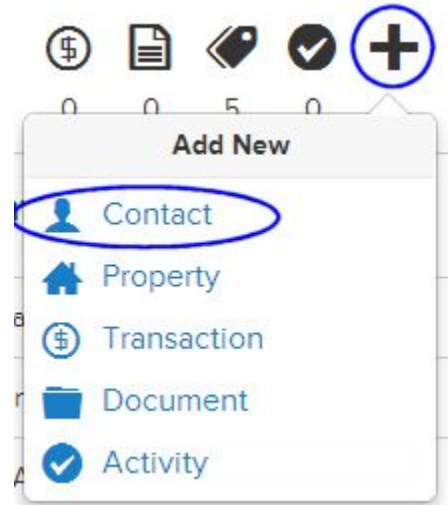 0 0 5 0
Add New
Contact
Property
Transaction
Document
Activity